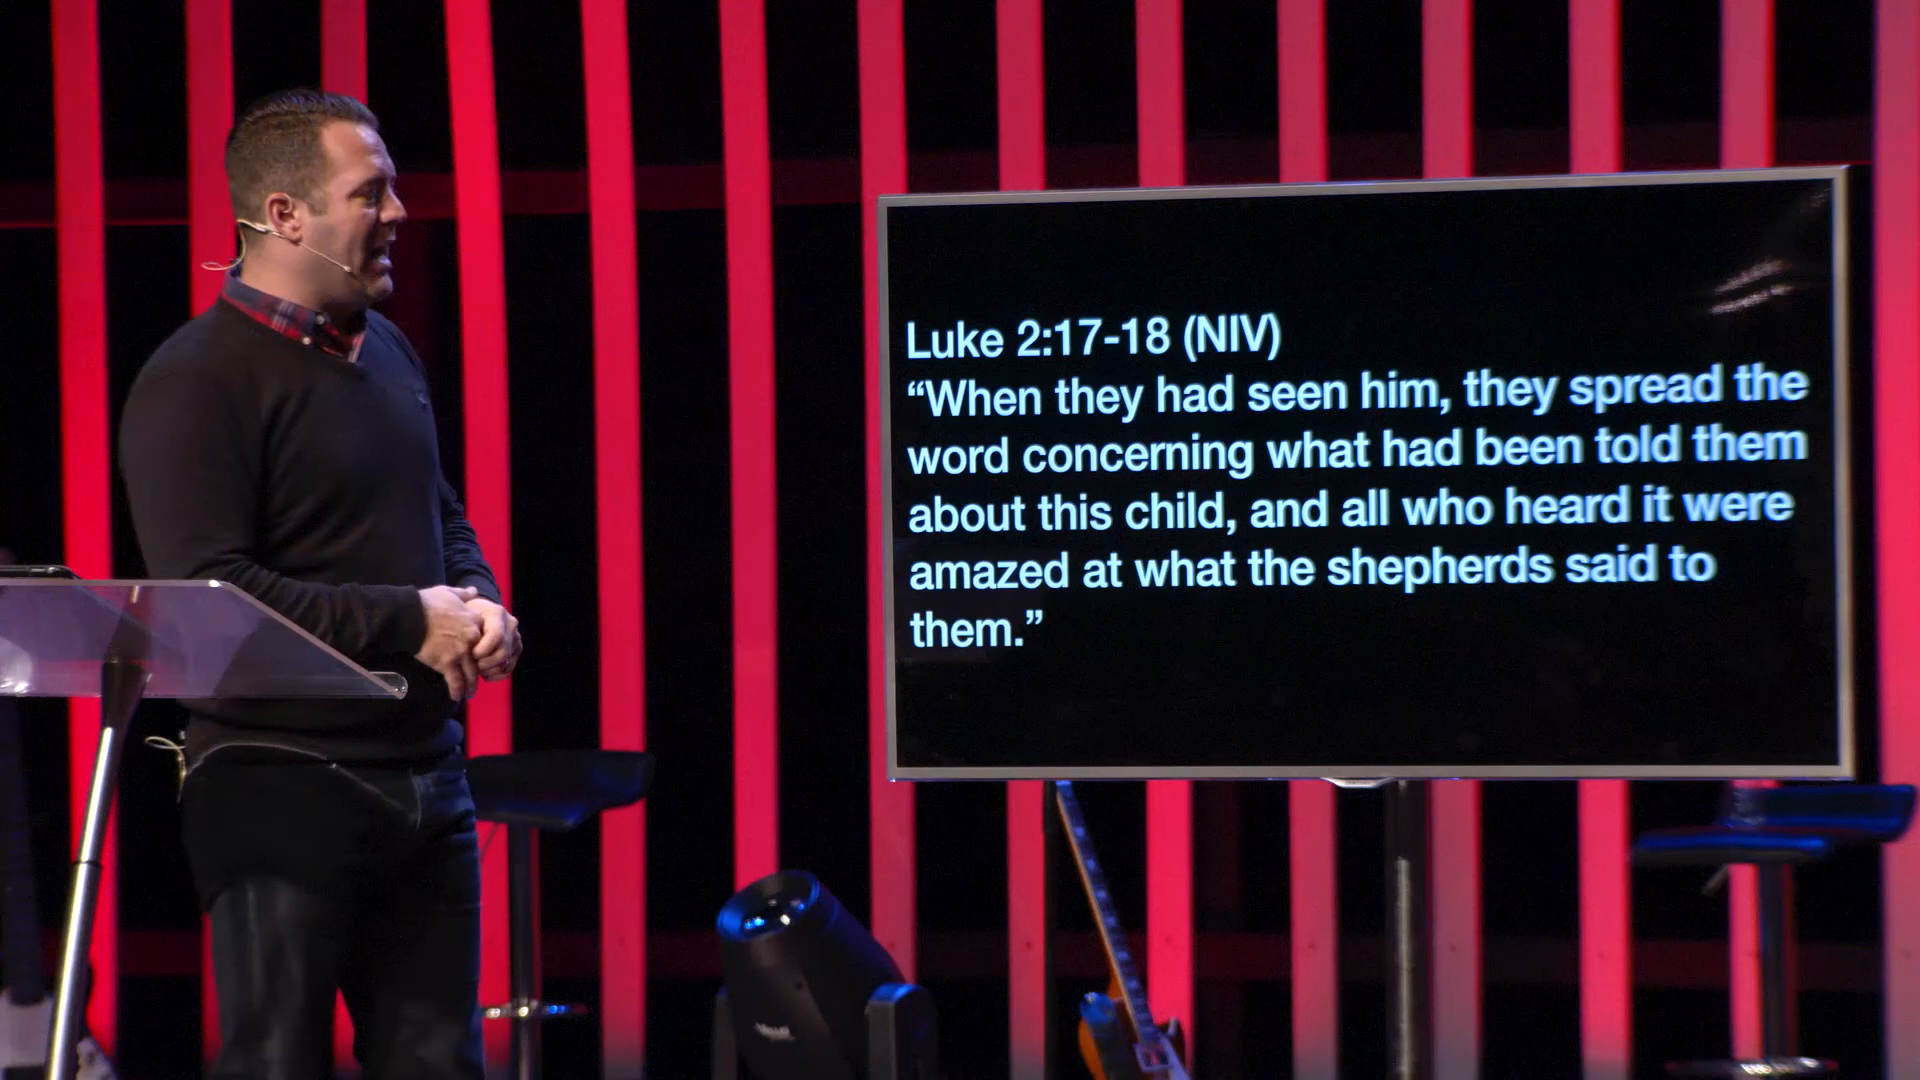 Luke 2:17-18 (NIV)
“When they had seen him, they spread the
word concerning what had been told them
about this child, and all who heard it were
amazed at what the shepherds said to
them.”